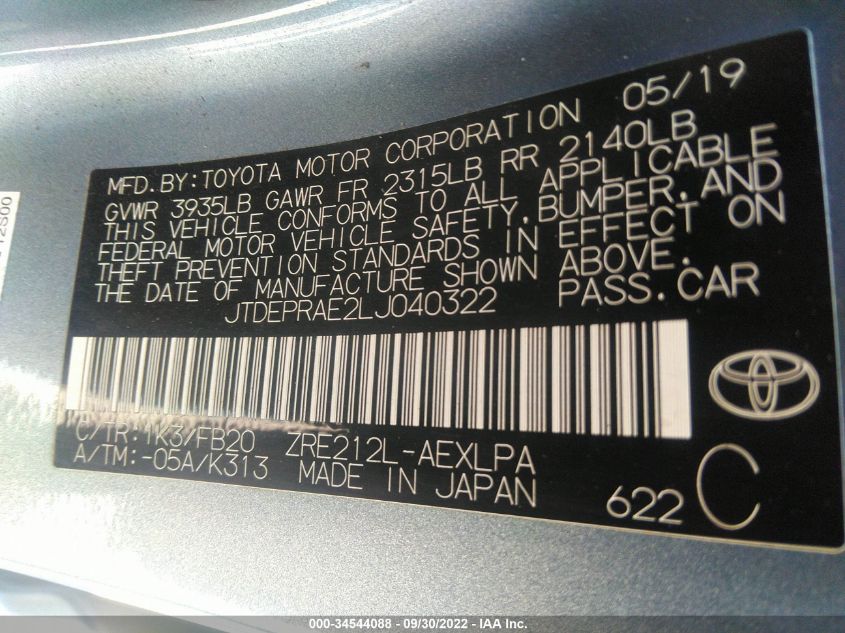 MFD.BY:TOYOTA MOTOR CORPORATION 05/19
GVWR 3935LB GAWR FR 2315LB RR 2140LB
THIS VEHICLE CONFORMS TO ALL APPLICABLE
FEDERAL MOTOR VEHICLE SAFETY, BUMPER, AND
THEFT PREVENTION STANDARDS IN EFFECT ON
THE DATE OF MANUFACTURE SHOWN ABOVE.
JTDEPRAE2LJ040322 PASS.CAR
C/TR:1K3/FB20 ZRE212L-AEXLPA
A/TM:-05A/K313 MADE IN JAPAN
622 C
000-34544088 - 09/30/2022 - IAA Inc.